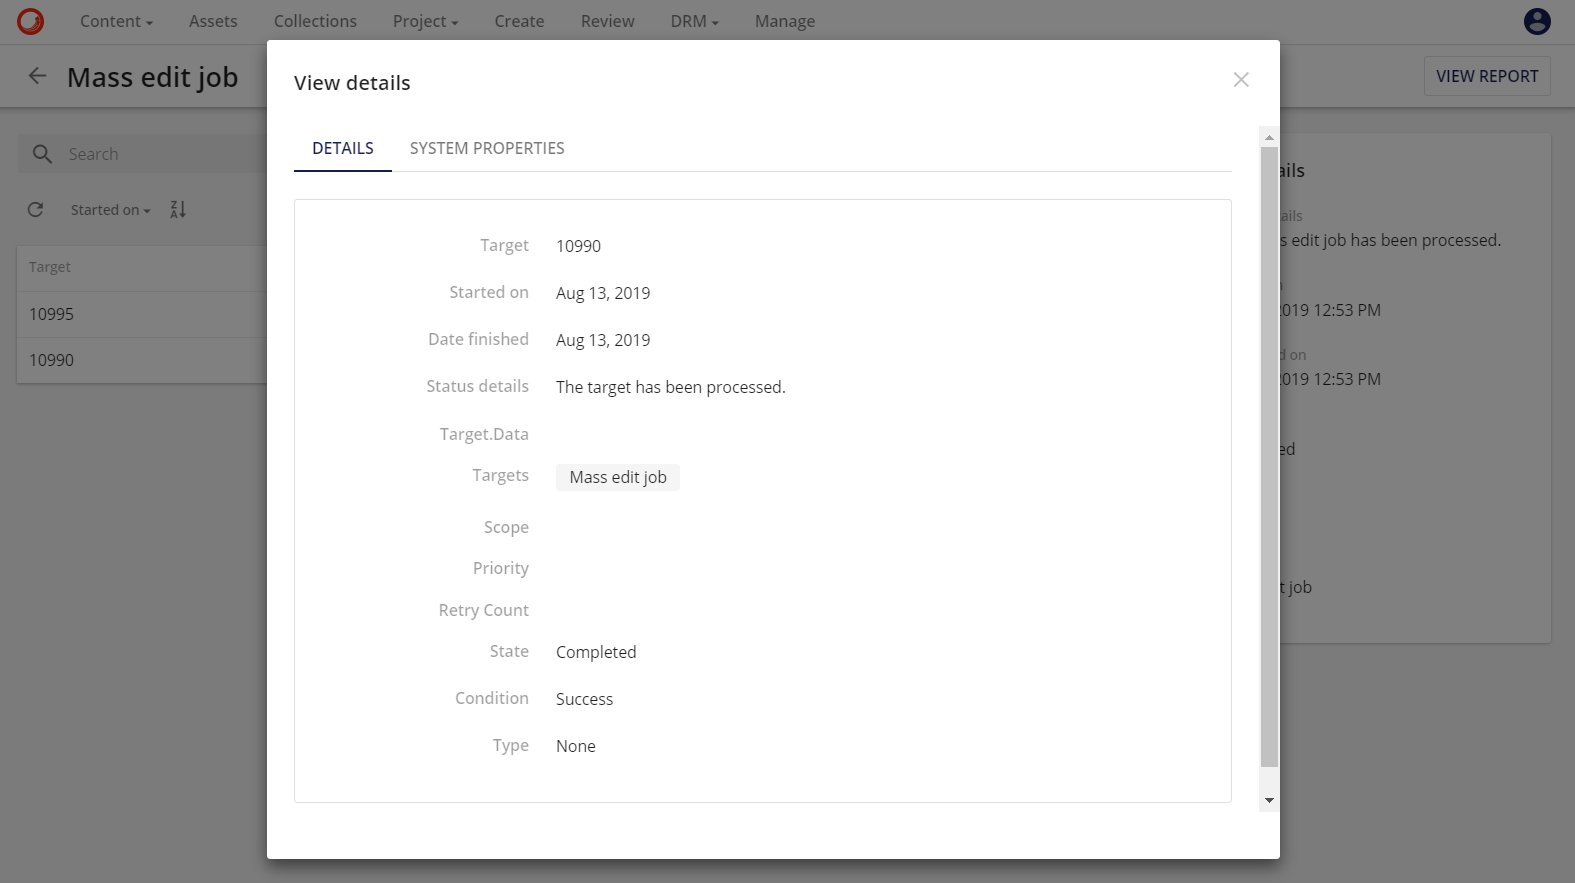 Content Assets Collections Project Create Review DRM Manage
Mass edit job
VIEW REPORT
Search
Started on
Target
10995
10990
View details
DETAILS SYSTEM PROPERTIES
Target 10990
Started on Aug 13, 2019
Date finished Aug 13, 2019
Status details The target has been processed.
Target.Data
Targets Mass edit job
Scope
Priority
Retry Count
State Completed
Condition Success
Type None
ails
ails
s edit job has been processed.
2019 12:53 PM
d on
2019 12:53 PM
ed
t job